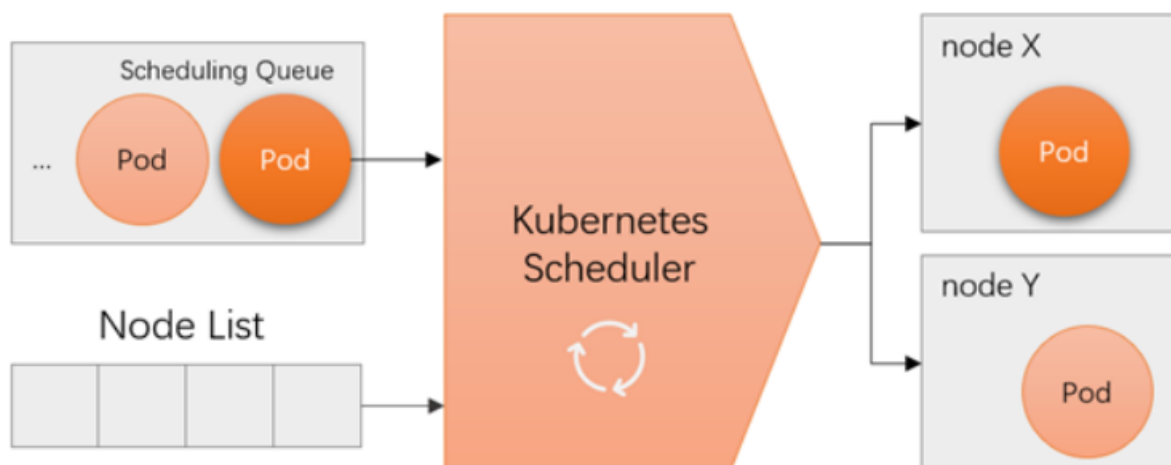 Scheduling Queue
... Pod Pod
Node List
Kubernetes
Scheduler
node X
Pod
node Y
Pod